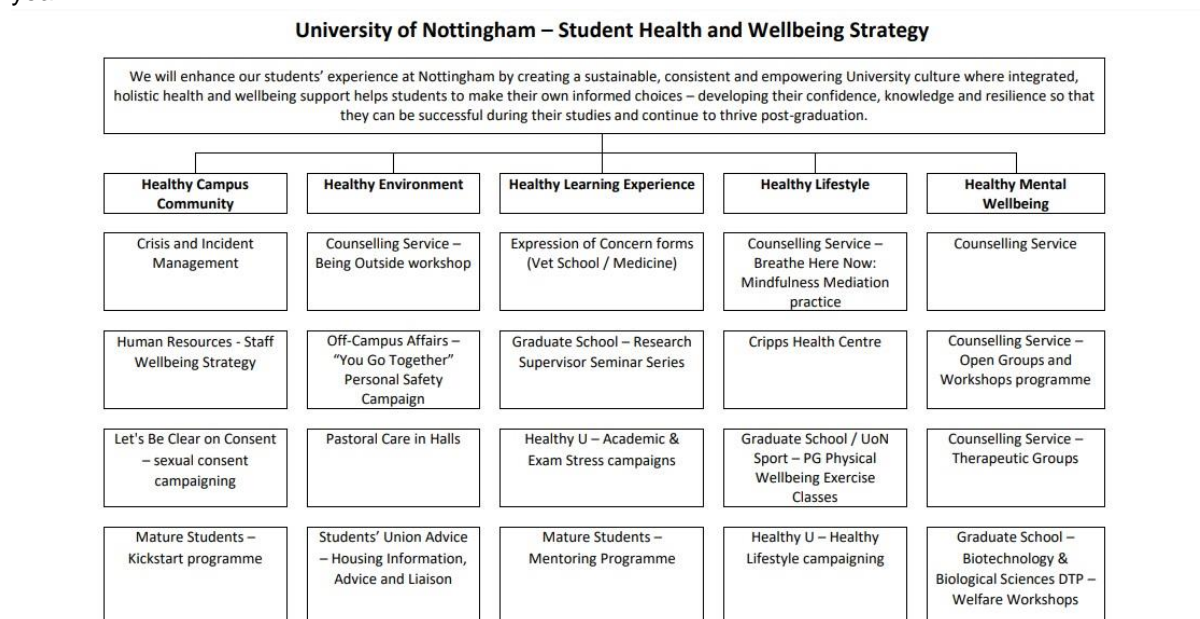 University of Nottingham – Student Health and Wellbeing Strategy
We will enhance our students' experience at Nottingham by creating a sustainable, consistent and empowering University culture where integrated,
holistic health and wellbeing support helps students to make their own informed choices – developing their confidence, knowledge and resilience so that
they can be successful during their studies and continue to thrive post-graduation.
Healthy Campus
Community
Healthy Environment
Healthy Learning Experience
Healthy Lifestyle
Healthy Mental
Wellbeing
Crisis and Incident
Management
Counselling Service –
Being Outside workshop
Expression of Concern forms
(Vet School / Medicine)
Counselling Service –
Breathe Here Now:
Mindfulness Mediation
practice
Counselling Service
Human Resources - Staff
Wellbeing Strategy
Off-Campus Affairs –
"You Go Together"
Personal Safety
Campaign
Graduate School – Research
Supervisor Seminar Series
Cripps Health Centre
Counselling Service –
Open Groups and
Workshops programme
Let's Be Clear on Consent
– sexual consent
campaigning
Pastoral Care in Halls
Healthy U – Academic &
Exam Stress campaigns
Graduate School / UoN
Sport – PG Physical
Wellbeing Exercise
Classes
Counselling Service –
Therapeutic Groups
Mature Students –
Kickstart programme
Students' Union Advice
– Housing Information,
Advice and Liaison
Mature Students –
Mentoring Programme
Healthy U – Healthy
Lifestyle campaigning
Graduate School –
Biotechnology &
Biological Sciences DTP –
Welfare Workshops